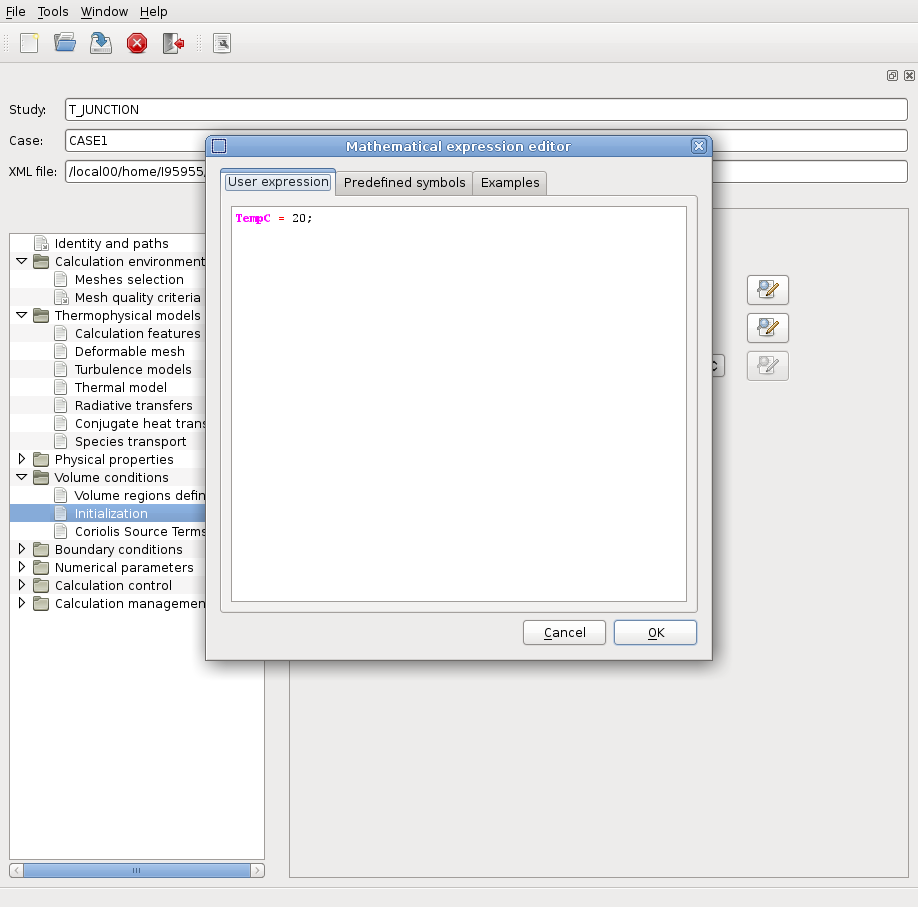 File Tools Window Help
Study: T_JUNCTION
Case: CASE1
XML file: /local00/home/I95955/
Mathematical expression editor
User expression Predefined symbols Examples
TempC = 20;
Identity and paths
Calculation environment
Meshes selection
Mesh quality criteria
Thermophysical models
Calculation features
Deformable mesh
Turbulence models
Thermal model
Radiative transfers
Conjugate heat trans
Species transport
Physical properties
Volume conditions
Volume regions defin
Initialization
Coriolis Source Terms
Boundary conditions
Numerical parameters
Calculation control
Calculation managemen
Cancel OK